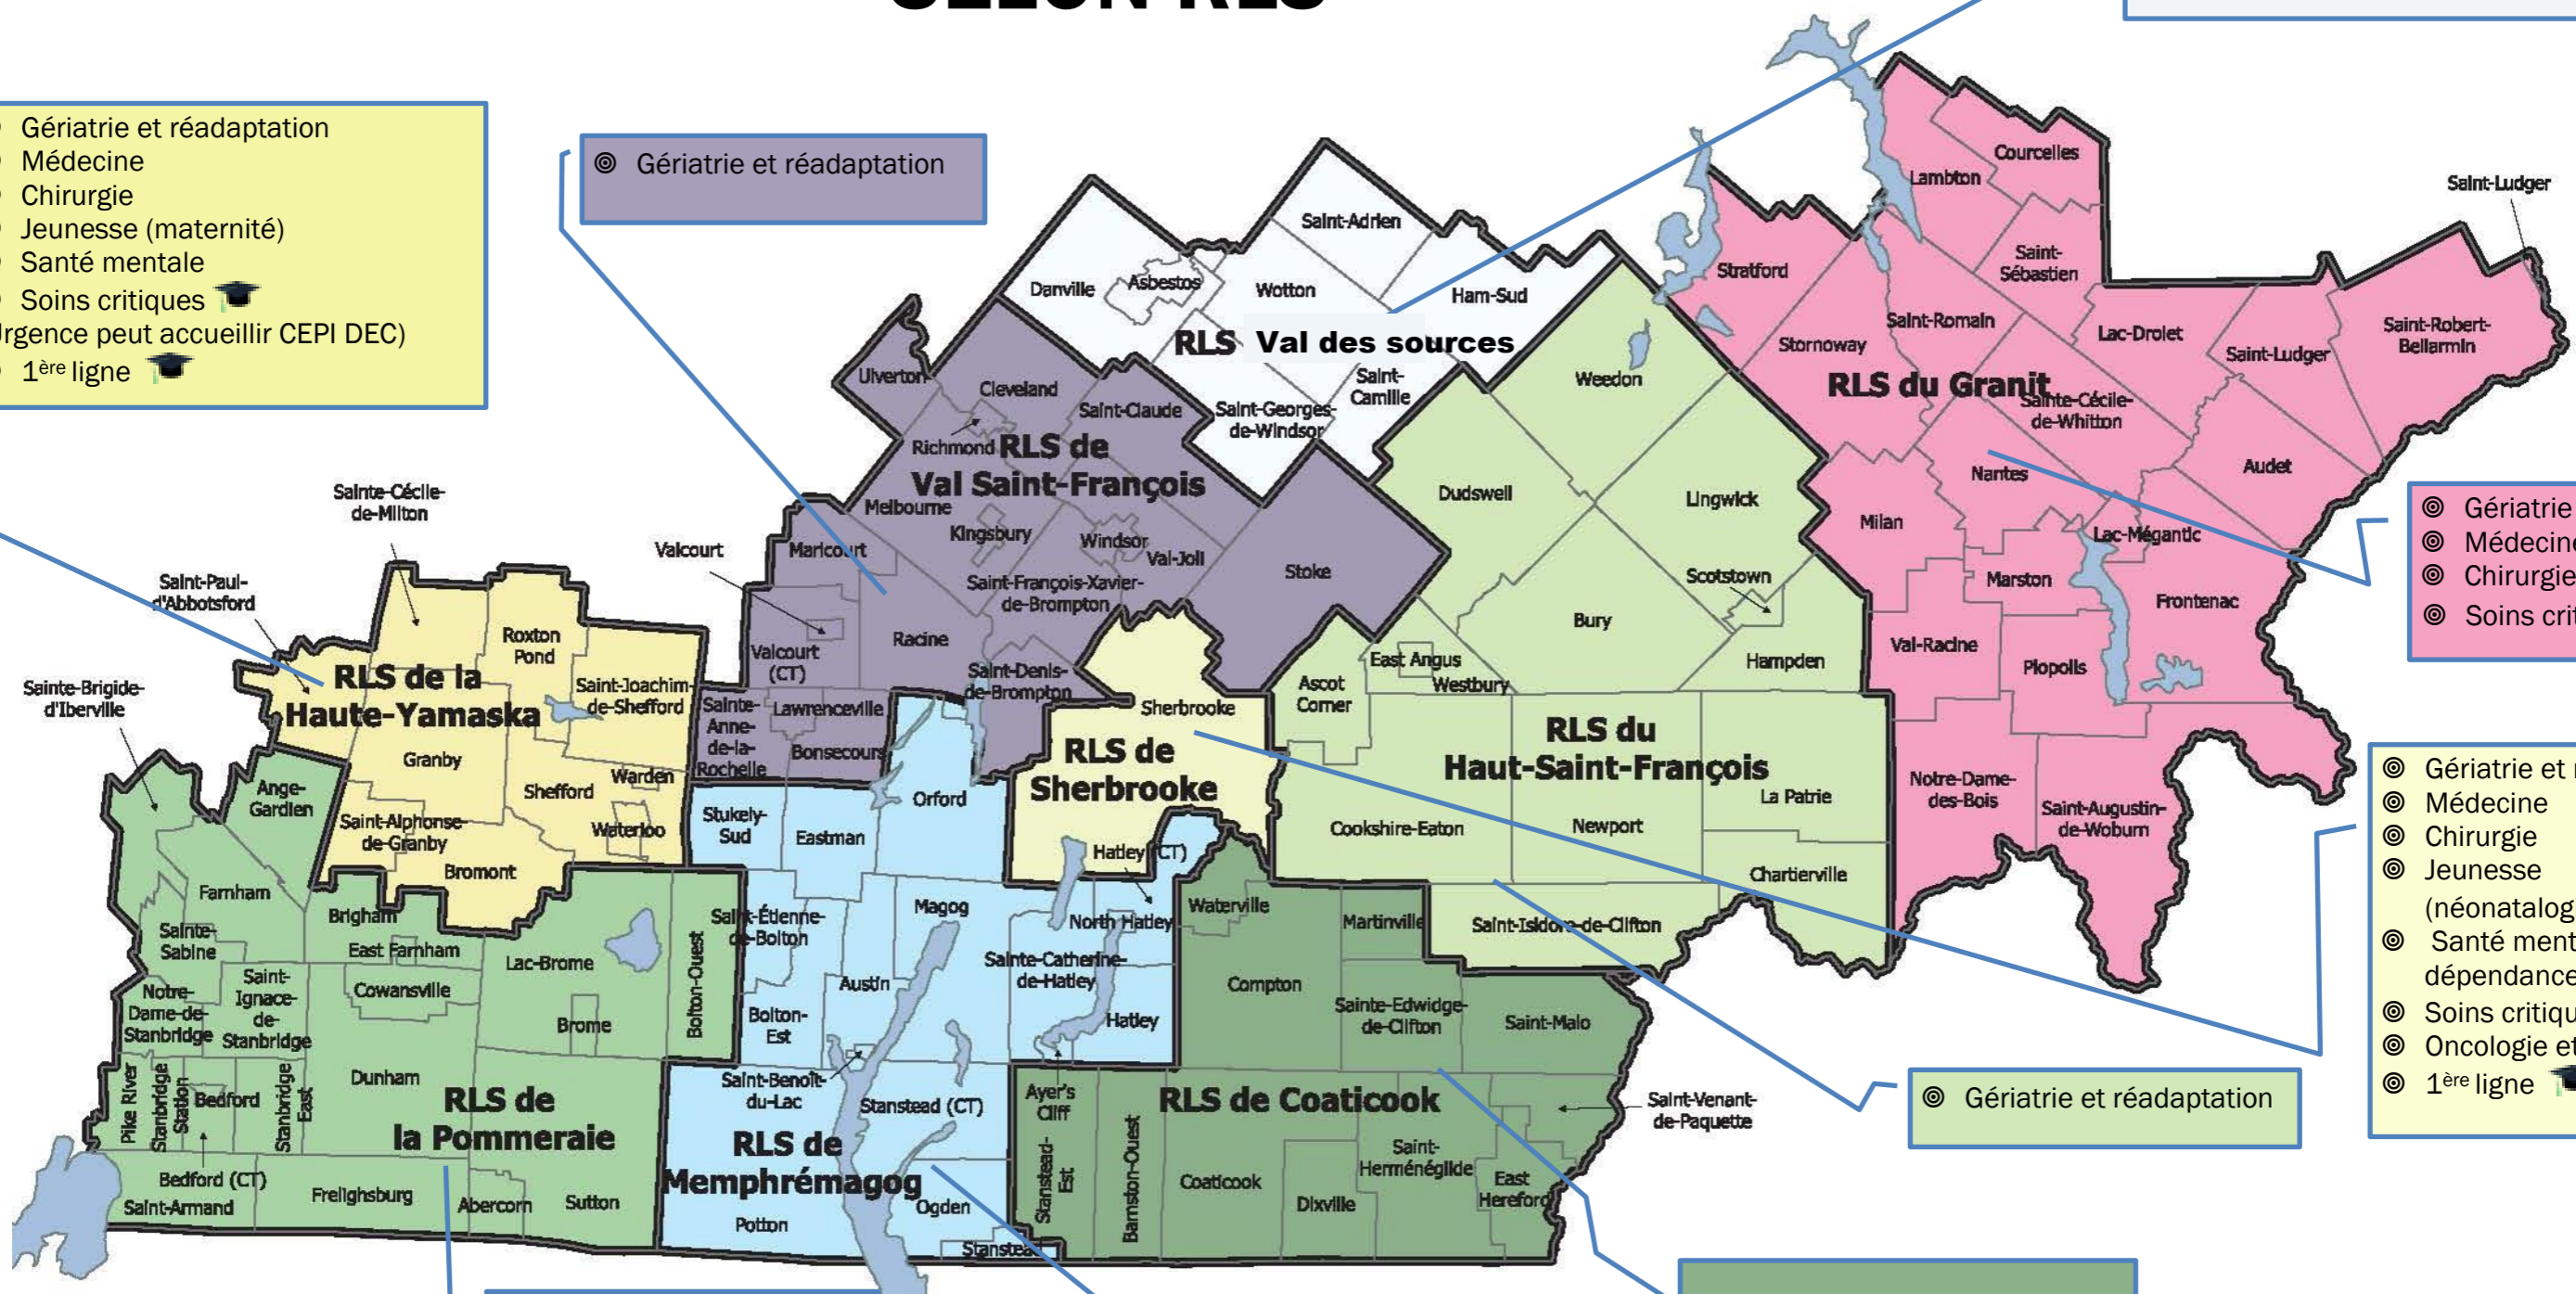 SELON RLS
Gériatrie et réadaptation
Médecine
Chirurgie
Jeunesse (maternité)
Santé mentale
Soins critiques
rgence peut accueillir CEPI DEC)
1ère ligne
Gériatrie et réadaptation
Saint-Ludger
Courcelles
Lambton
Saint-Adrien
Saint-
Sébastien
Stratford
Danville
Asbestos
Wotton
Ham-Sud
Saint-Romain
Lac-Drolet
Saint-Robert-
Bellarmin
Stornoway
Saint-Ludger
RLS Val des sources
Ulverton
Cleveland
Saint-Claude
Saint-Georges-
de-Windsor
Saint-
Camille
Weedon
RLS du Granit
Sainte-Cécile-
de-Whitton
Richmond
RLS de
Val Saint-François
Audet
Nantes
Dudswell
Lingwick
Milan
Melbourne
Kingsbury
Windsor
Val-Joli
Lac-Mégantic
Gériatrie
Médecine
Chirurgie
Soins
Sainte-Cécile-
de-Milton
Valcourt
Maricourt
Saint-François-Xavier-
de-Brompton
Stoke
Scotstown
Marston
Frontenac
Saint-Paul-
d'Abbotsford
Roxton
Pond
Valcourt
(CT)
Racine
Bury
Val-Racine
Piopolis
Sainte-Brigide-
d'Iberville
RLS de la
Haute-Yamaska
Saint-Joachim-
de-Shefford
Saint-Denis-
de-Brompton
East Angus
Westbury
Hampden
Ascot
Corner
Sainte-
Anne-
de-la-
Rochelle
Lawrenceville
Bonsecours
Sherbrooke
RLS de
Sherbrooke
RLS du
Haut-Saint-François
Granby
Shefford
Warden
Waterloo
Ange-
Gardien
Saint-Alphonse-
de-Granby
Bromont
Stukely-
Sud
Eastman
Orford
Hatley (CT)
Cookshire-Eaton
Newport
La Patrie
Chartierville
Notre-Dame-
des-Bois
Saint-Augustin-
de-Woburn
Gériatrie et
Médecine
Chirurgie
Jeunesse
Santé
Soins
Oncologie et
1ère ligne
Farnham
Brigham
East Farnham
Sainte-
Sabine
Saint-Étienne-
de-Bolton
Magog
North Hatley
Waterville
Martinville
Saint-Isidore-de-Clifton
Lac-Brome
Bolton-Ouest
Austin
Sainte-Catherine-
de-Hatley
Compton
Notre-
Dame-de-
Stanbridge
Saint-
Ignace-
de-
Stanbridge
Cowansville
Brome
Bolton-
Est
Hatley
Sainte-Edwidge-
de-Clifton
Saint-Malo
Pike River
Stanbridge
Station
Bedford
Stanbridge
East
Dunham
RLS de
la Pommeraie
Saint-Benoît-
du-Lac
Stanstead (CT)
Ayer's
Cliff
RLS de Coaticook
Saint-Venant-
de-Paquette
Gériatrie et réadaptation
Bedford (CT)
Saint-Armand
Frelighsburg
Abercorn
Sutton
RLS de
Memphrémagog
Potton
Ogden
Stanstead
Stanstead-
Est
Barnston-Ouest
Coaticook
Dixville
Saint-
Herménégilde
East
Hereford